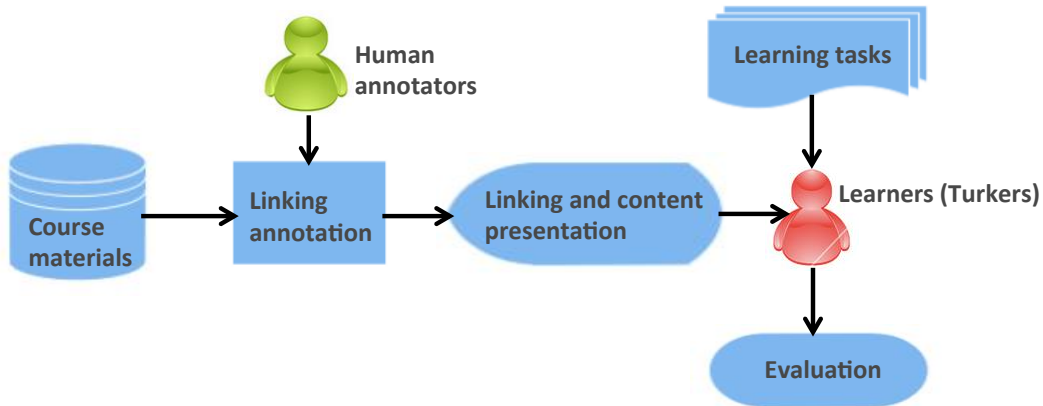 Human
annotators
Learning tasks
Learners (Turkers)
Course
materials
Linking
annotation
Linking and content
presentation
Evaluation